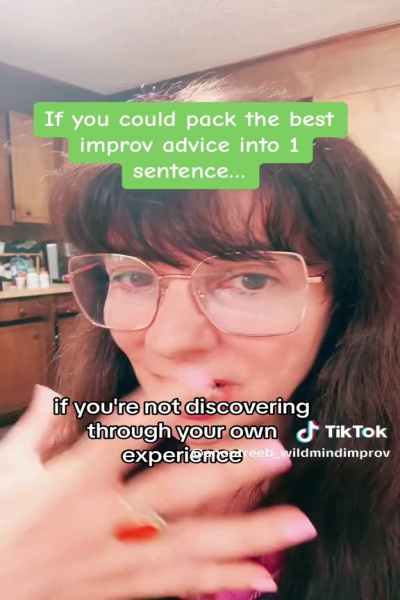 If you could pack the best
improv advice into 1
sentence...
if you're not discovering
through your own
experience
TikTok